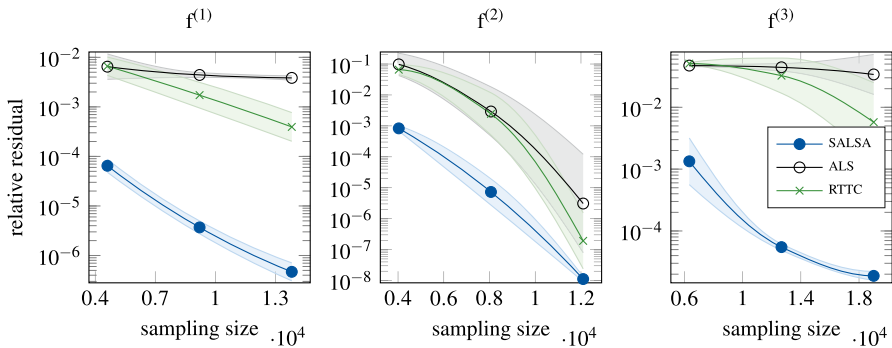 f(1) f(2) f(3)
relative residual
10−2
10−3
10−4
10−5
10−6
0.4 0.7 1 1.3
sampling size
·10^4
10−1
10−2
10−3
10−4
10−5
10−6
10−7
10−8
0.4 0.6 0.8 1 1.2
sampling size
·10^4
10−2
10−3
10−4
0.6 1 1.4 1.8
sampling size
·10^4
SALSA
ALS
RTTC